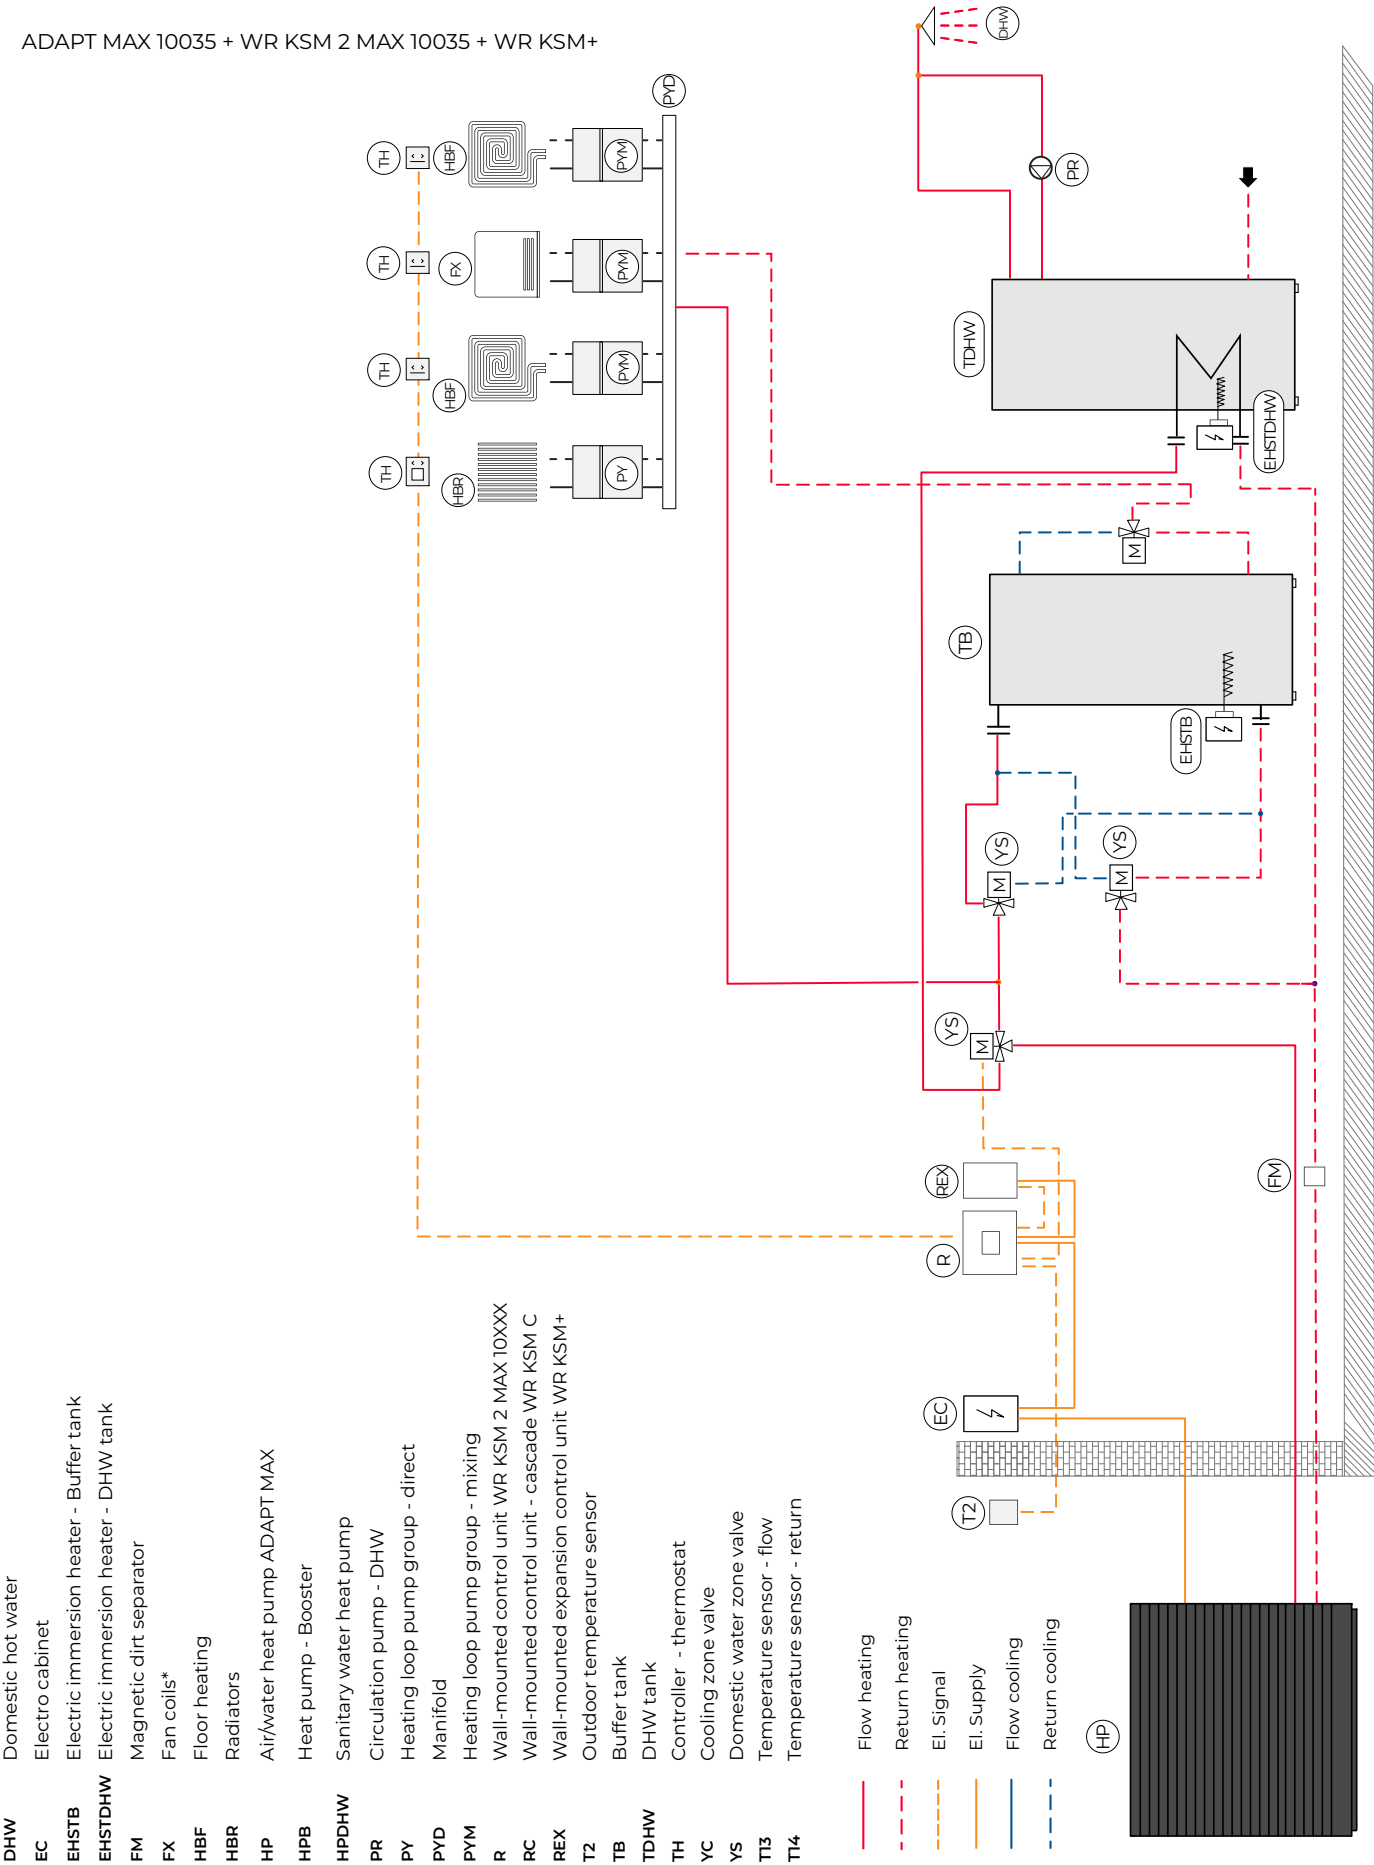 ADAPT MAX 10035 + WR KSM 2 MAX 10035 + WR KSM+
DHW
PYD
TH
HBF
PYM
PR
TH
FX
PYM
TDHW
TH
HBF
PYM
EHSTDHW
TH
HBR
PY
M
TB
EHSTB
YS
M
YS
M
YS
M
REX
FM
R
EC
T2
HP
DHW Domestic hot water
EC Electro cabinet
EHSTB Electric immersion heater - Buffer tank
EHSTDHW Electric immersion heater - DHW tank
FM Magnetic dirt separator
FX Fan coils*
HBF Floor heating
HBR Radiators
HP Air/water heat pump ADAPT MAX
HPB Heat pump - Booster
HPDHW Sanitary water heat pump
PR Circulation pump - DHW
PY Heating loop pump group - direct
PYD Manifold
PYM Heating loop pump group - mixing
R Wall-mounted control unit WR KSM 2 MAX 10XXX
RC Wall-mounted control unit - cascade WR KSM C
REX Wall-mounted expansion control unit WR KSM+
T2 Outdoor temperature sensor
TB Buffer tank
TDHW DHW tank
TH Controller - thermostat
YC Cooling zone valve
YS Domestic water zone valve
T13 Temperature sensor - flow
T14 Temperature sensor - return
Flow heating
Return heating
El. Signal
El. Supply
Flow cooling
Return cooling